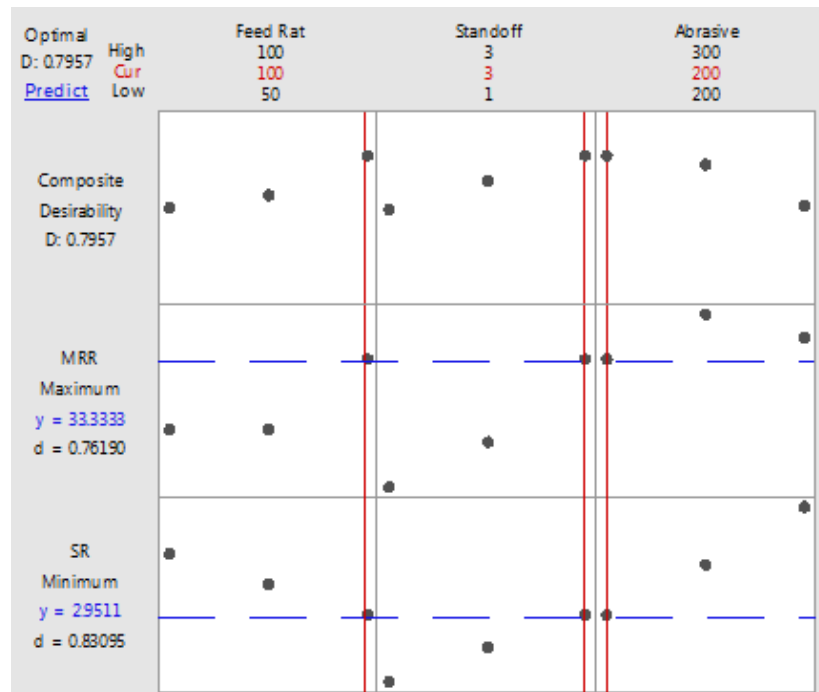 Optimal
D: 0.7957
Predict
High
Cur
Low
Feed Rat
100
100
50
Standoff
3
3
1
Abrasive
300
200
200
Composite
Desirability
D: 0.7957
MRR
Maximum
y = 33.3333
d = 0.76190
SR
Minimum
y = 2.9511
d = 0.83095